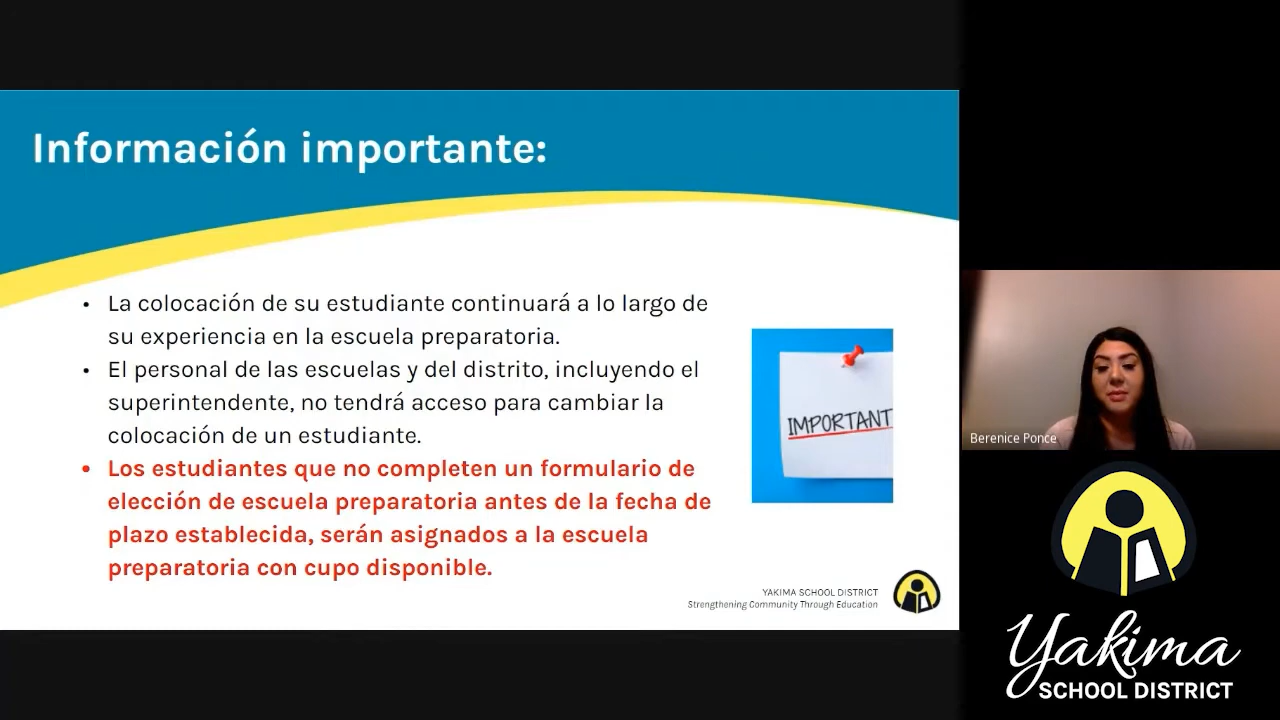 Información importante:
• La colocación de su estudiante continuará a lo largo de
su experiencia en la escuela preparatoria.
• El personal de las escuelas y del distrito, incluyendo el
superintendente, no tendrá acceso para cambiar la
colocación de un estudiante.
• Los estudiantes que no completen un formulario de
elección de escuela preparatoria antes de la fecha de
plazo establecida, serán asignados a la escuela
preparatoria con cupo disponible.
IMPORTANT
YAKIMA SCHOOL DISTRICT
Strengthening Community Through Education
Berenice Ponce
Yakima
SCHOOL DISTRICT